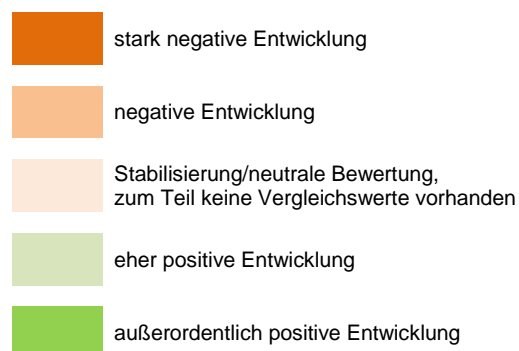 stark negative Entwicklung
negative Entwicklung
Stabilisierung/neutrale Bewertung,
zum Teil keine Vergleichswerte vorhanden
eher positive Entwicklung
außerordentlich positive Entwicklung